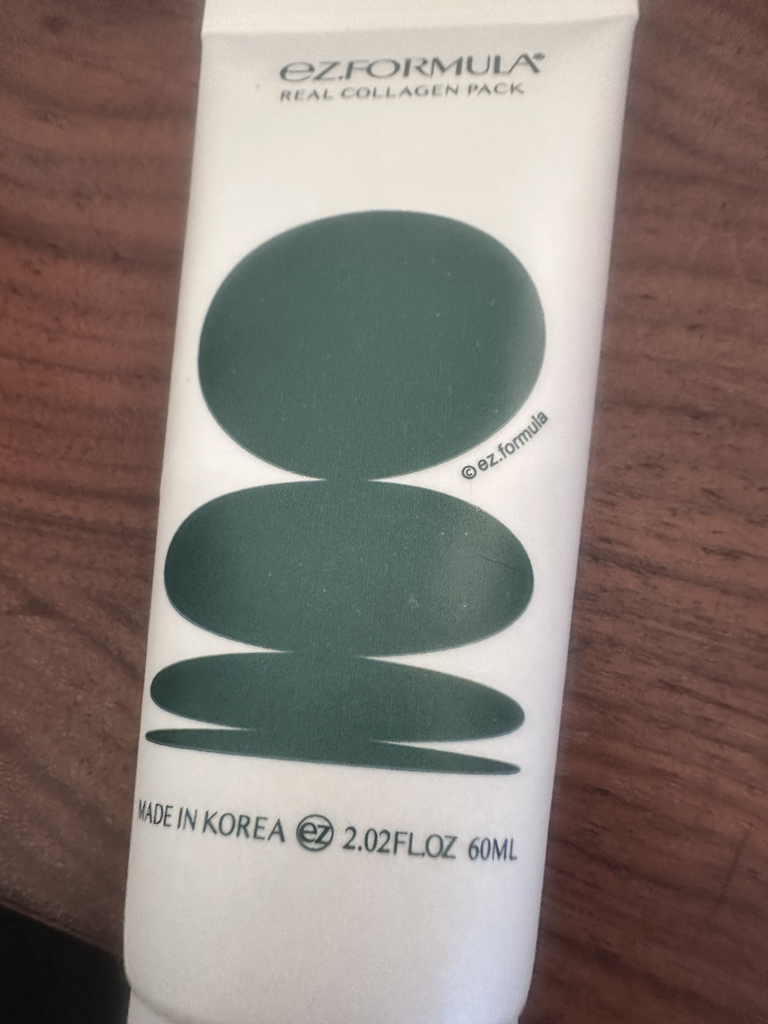 ez.FORMULA®
REAL COLLAGEN PACK
© ez.formula
MADE IN KOREA ez 2.02FL.OZ 60ML